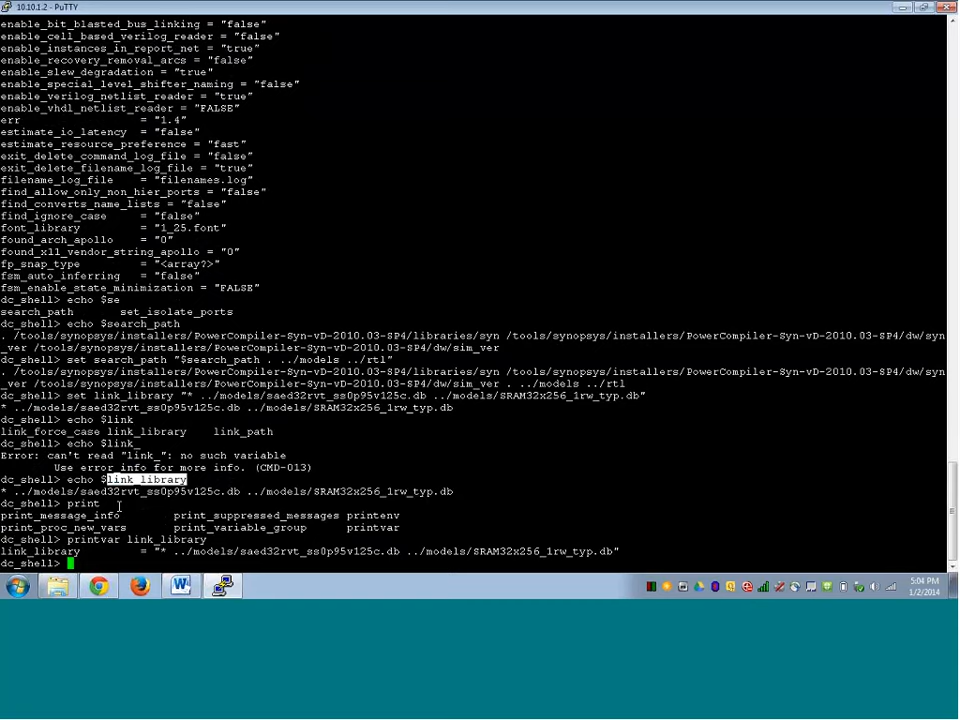 10.10.1.2 - PuTTY
enable_bit_blasted_bus_linking = "false"
enable_cell_based_verilog_reader = "false"
enable_instances_in_report_net = "true"
enable_recovery_removal_arcs = "false"
enable_slew_degradation = "true"
enable_special_level_shifter_naming = "false"
enable_verilog_netlist_reader = "true"
enable_vhdl_netlist_reader = "FALSE"
err = "1.4"
estimate_io_latency = "false"
estimate_resource_preference = "fast"
exit_delete_command_log_file = "false"
exit_delete_filename_log_file = "true"
filename_log_file = "filenames.log"
find_allow_only_non_hier_ports = "false"
find_converts_name_lists = "false"
find_ignore_case = "false"
font_library = "1_25.font"
found_arch_apollo = "0"
found_x11_vendor_string_apollo = "0"
fp_snap_type = "<array?>"
fsm_auto_inferring = "false"
fsm_enable_state_minimization = "FALSE"
dc_shell> echo $se
search_path set_isolate_ports
dc_shell> echo $search_path
. /tools/synopsys/installers/PowerCompiler-Syn-vD-2010.03-SP4/libraries/syn /tools/synopsys/installers/PowerCompiler-Syn-vD-2010.03-SP4/dw/syn
_ver /tools/synopsys/installers/PowerCompiler-Syn-vD-2010.03-SP4/dw/sim_ver
dc_shell> set search_path "$search_path . ../models ../rtl"
. /tools/synopsys/installers/PowerCompiler-Syn-vD-2010.03-SP4/libraries/syn /tools/synopsys/installers/PowerCompiler-Syn-vD-2010.03-SP4/dw/syn
_ver /tools/synopsys/installers/PowerCompiler-Syn-vD-2010.03-SP4/dw/sim_ver . ../models ../rtl
dc_shell> set link_library "* ../models/saed32rvt_ss0p95v125c.db ../models/SRAM32x256_1rw_typ.db"
* ../models/saed32rvt_ss0p95v125c.db ../models/SRAM32x256_1rw_typ.db
dc_shell> echo $link
link_force_case link_library link_path
dc_shell> echo $link_
Error: can't read "link_": no such variable
Use error_info for more info. (CMD-013)
dc_shell> echo $link_library
* ../models/saed32rvt_ss0p95v125c.db ../models/SRAM32x256_1rw_typ.db
dc_shell> print
print_message_info print_suppressed_messages printenv
print_proc_new_vars print_variable_group printvar
dc_shell> printvar link_library
link_library = "* ../models/saed32rvt_ss0p95v125c.db ../models/SRAM32x256_1rw_typ.db"
dc_shell>
5:04 PM
1/2/2014